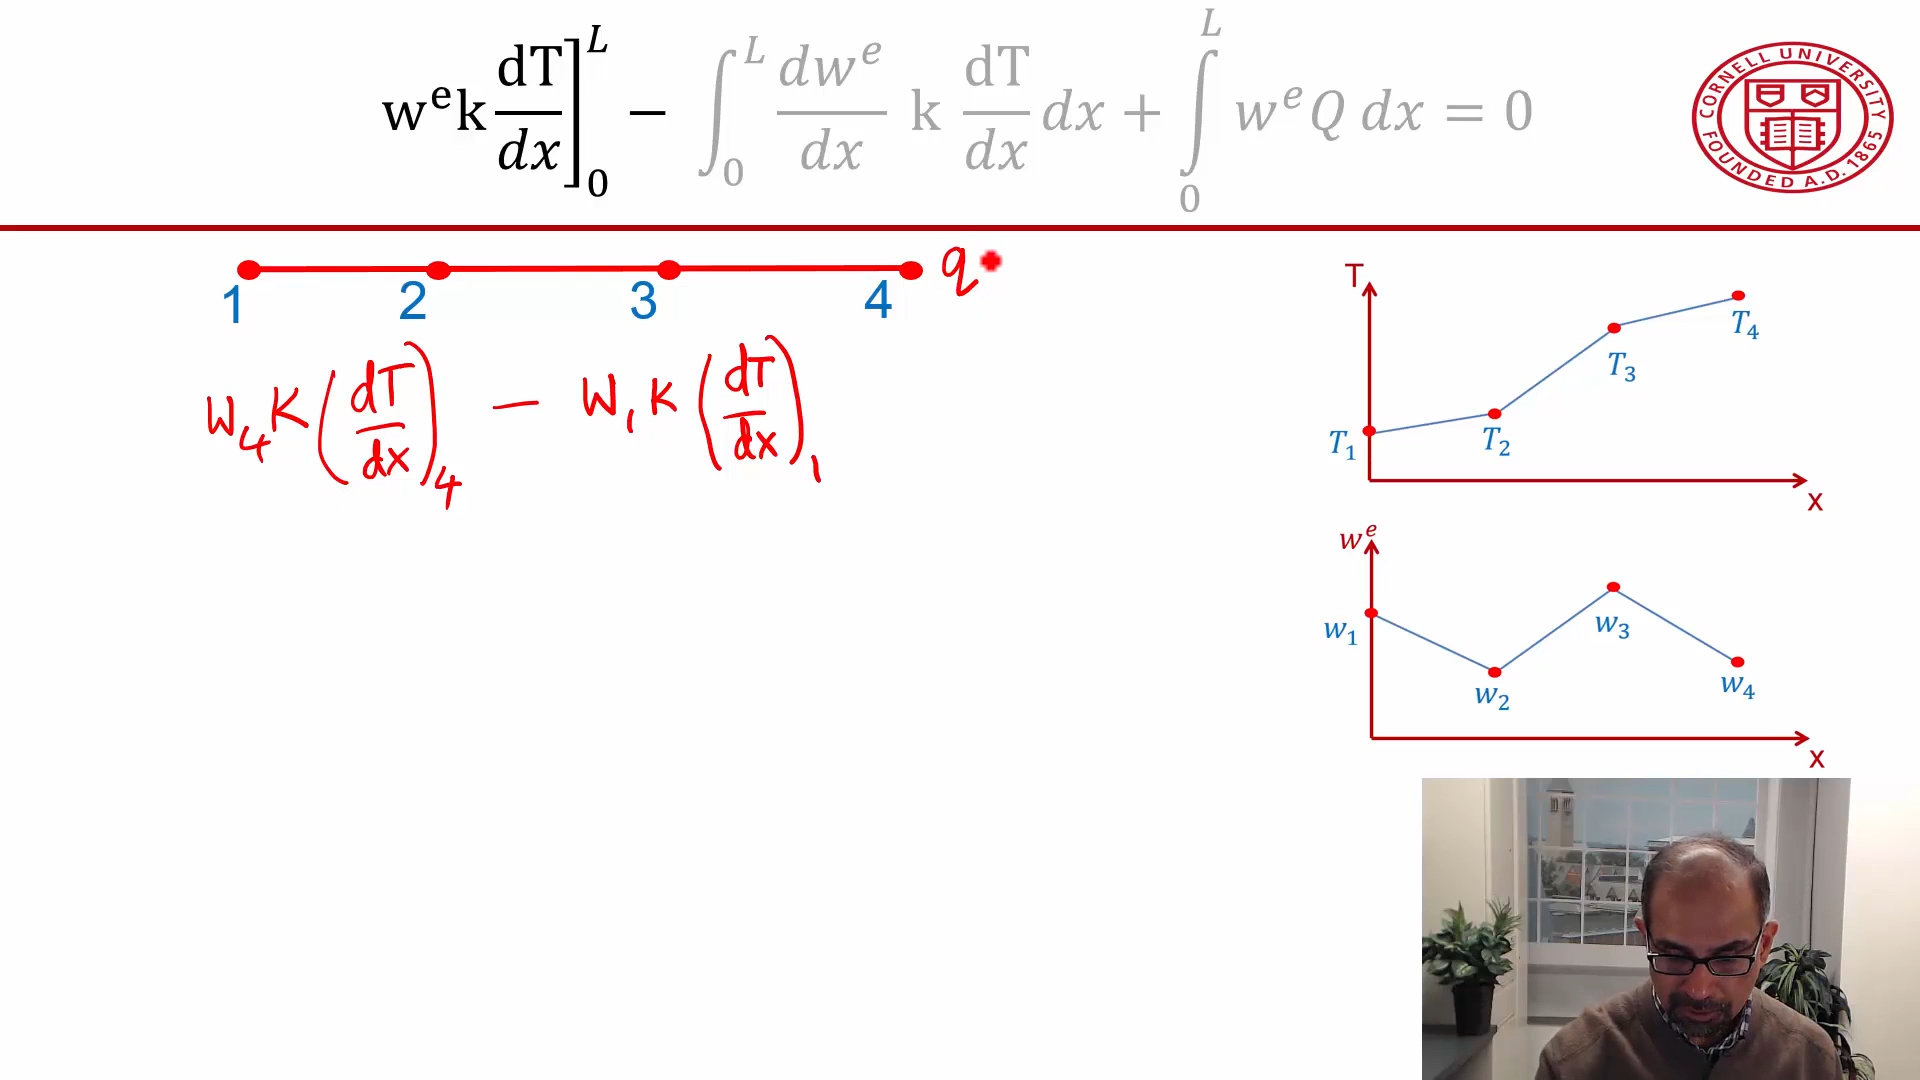 w^e k dT/dx ]_0^L − ∫_0^L dw^e/dx k dT/dx dx + ∫_0^L w^e Q dx = 0
CORNELL UNIVERSITY
FOUNDED A.D. 1865
q
1 2 3 4
W_4 K (dT/dx)_4 − W_1 K (dT/dx)_1
T
T_1 T_2 T_3 T_4
x
w^e
w_1 w_2 w_3 w_4
x